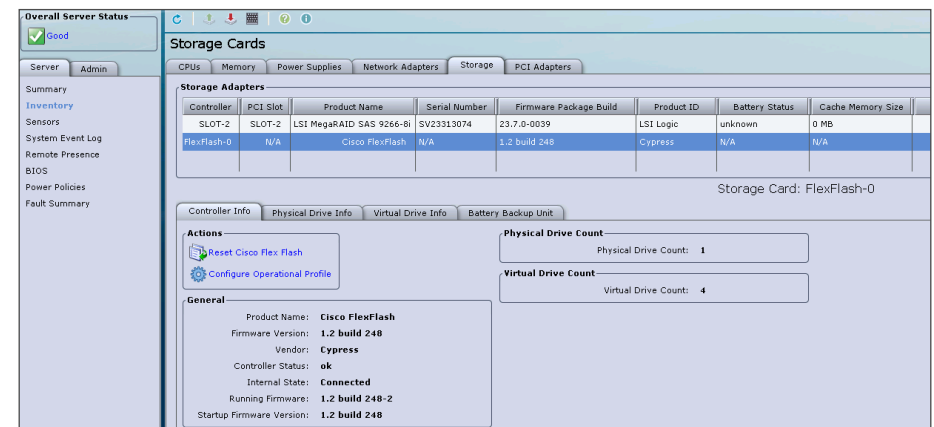 Overall Server Status
Good
Storage Cards
Server Admin
CPUs Memory Power Supplies Network Adapters Storage PCI Adapters
Summary
Inventory
Sensors
System Event Log
Remote Presence
BIOS
Power Policies
Fault Summary
Storage Adapters
Controller PCI Slot Product Name Serial Number Firmware Package Build Product ID Battery Status Cache Memory Size
SLOT-2 SLOT-2 LSI MegaRAID SAS 9266-8i SV23313074 23.7.0-0039 LSI Logic unknown 0 MB
FlexFlash-0 N/A Cisco FlexFlash N/A 1.2 build 248 Cypress N/A N/A
Storage Card: FlexFlash-0
Controller Info Physical Drive Info Virtual Drive Info Battery Backup Unit
Actions
Reset Cisco Flex Flash
Configure Operational Profile
General
Product Name: Cisco FlexFlash
Firmware Version: 1.2 build 248
Vendor: Cypress
Controller Status: ok
Internal State: Connected
Running Firmware: 1.2 build 248-2
Startup Firmware Version: 1.2 build 248
Physical Drive Count
Physical Drive Count: 1
Virtual Drive Count
Virtual Drive Count: 4